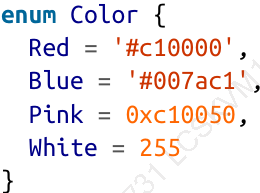 enum Color {
  Red = '#c10000',
  Blue = '#007ac1',
  Pink = 0xc10050,
  White = 255
}